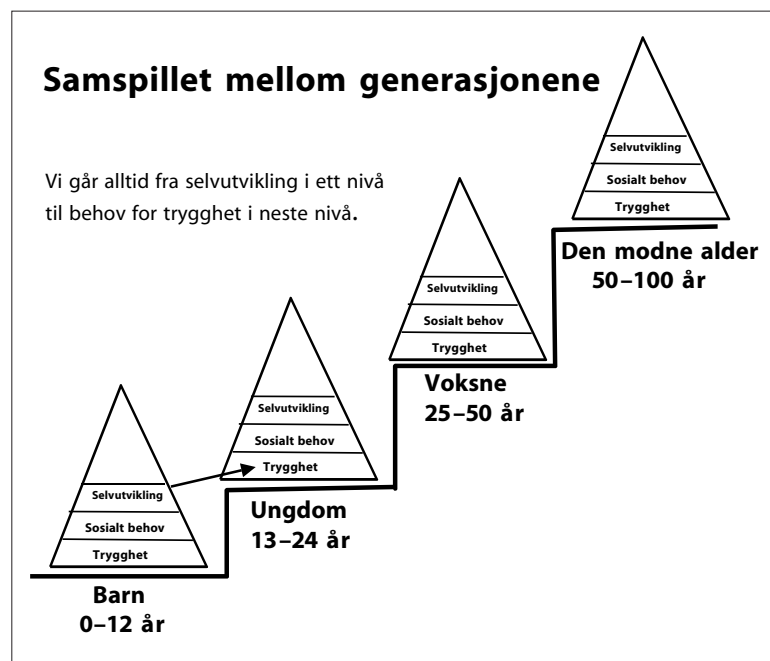 Samspillet mellom generasjonene
Vi går alltid fra selvutvikling i ett nivå
til behov for trygghet i neste nivå.
Selvutvikling
Sosialt behov
Trygghet
Barn
0–12 år
Selvutvikling
Sosialt behov
Trygghet
Ungdom
13–24 år
Selvutvikling
Sosialt behov
Trygghet
Voksne
25–50 år
Selvutvikling
Sosialt behov
Trygghet
Den modne alder
50–100 år